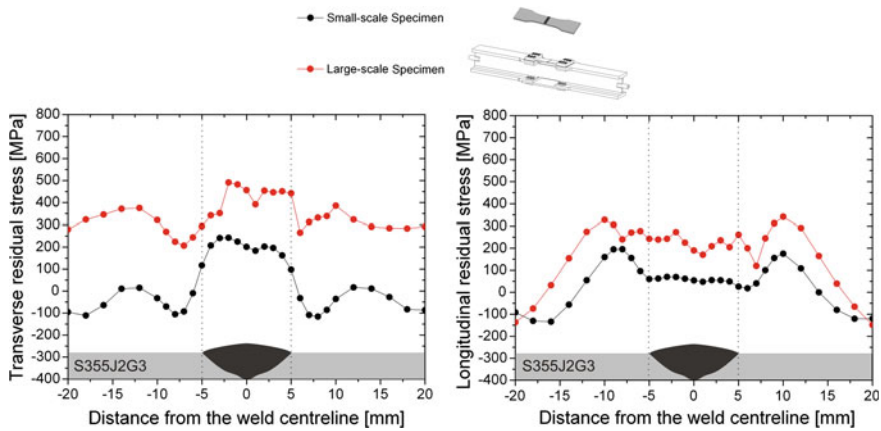 Small-scale Specimen
Large-scale Specimen
Transverse residual stress [MPa]
800
700
600
500
400
300
200
100
0
-100
-200
-300
-400
S355J2G3
-20 -15 -10 -5 0 5 10 15 20
Distance from the weld centreline [mm]
Longitudinal residual stress [MPa]
800
700
600
500
400
300
200
100
0
-100
-200
-300
-400
S355J2G3
-20 -15 -10 -5 0 5 10 15 20
Distance from the weld centreline [mm]